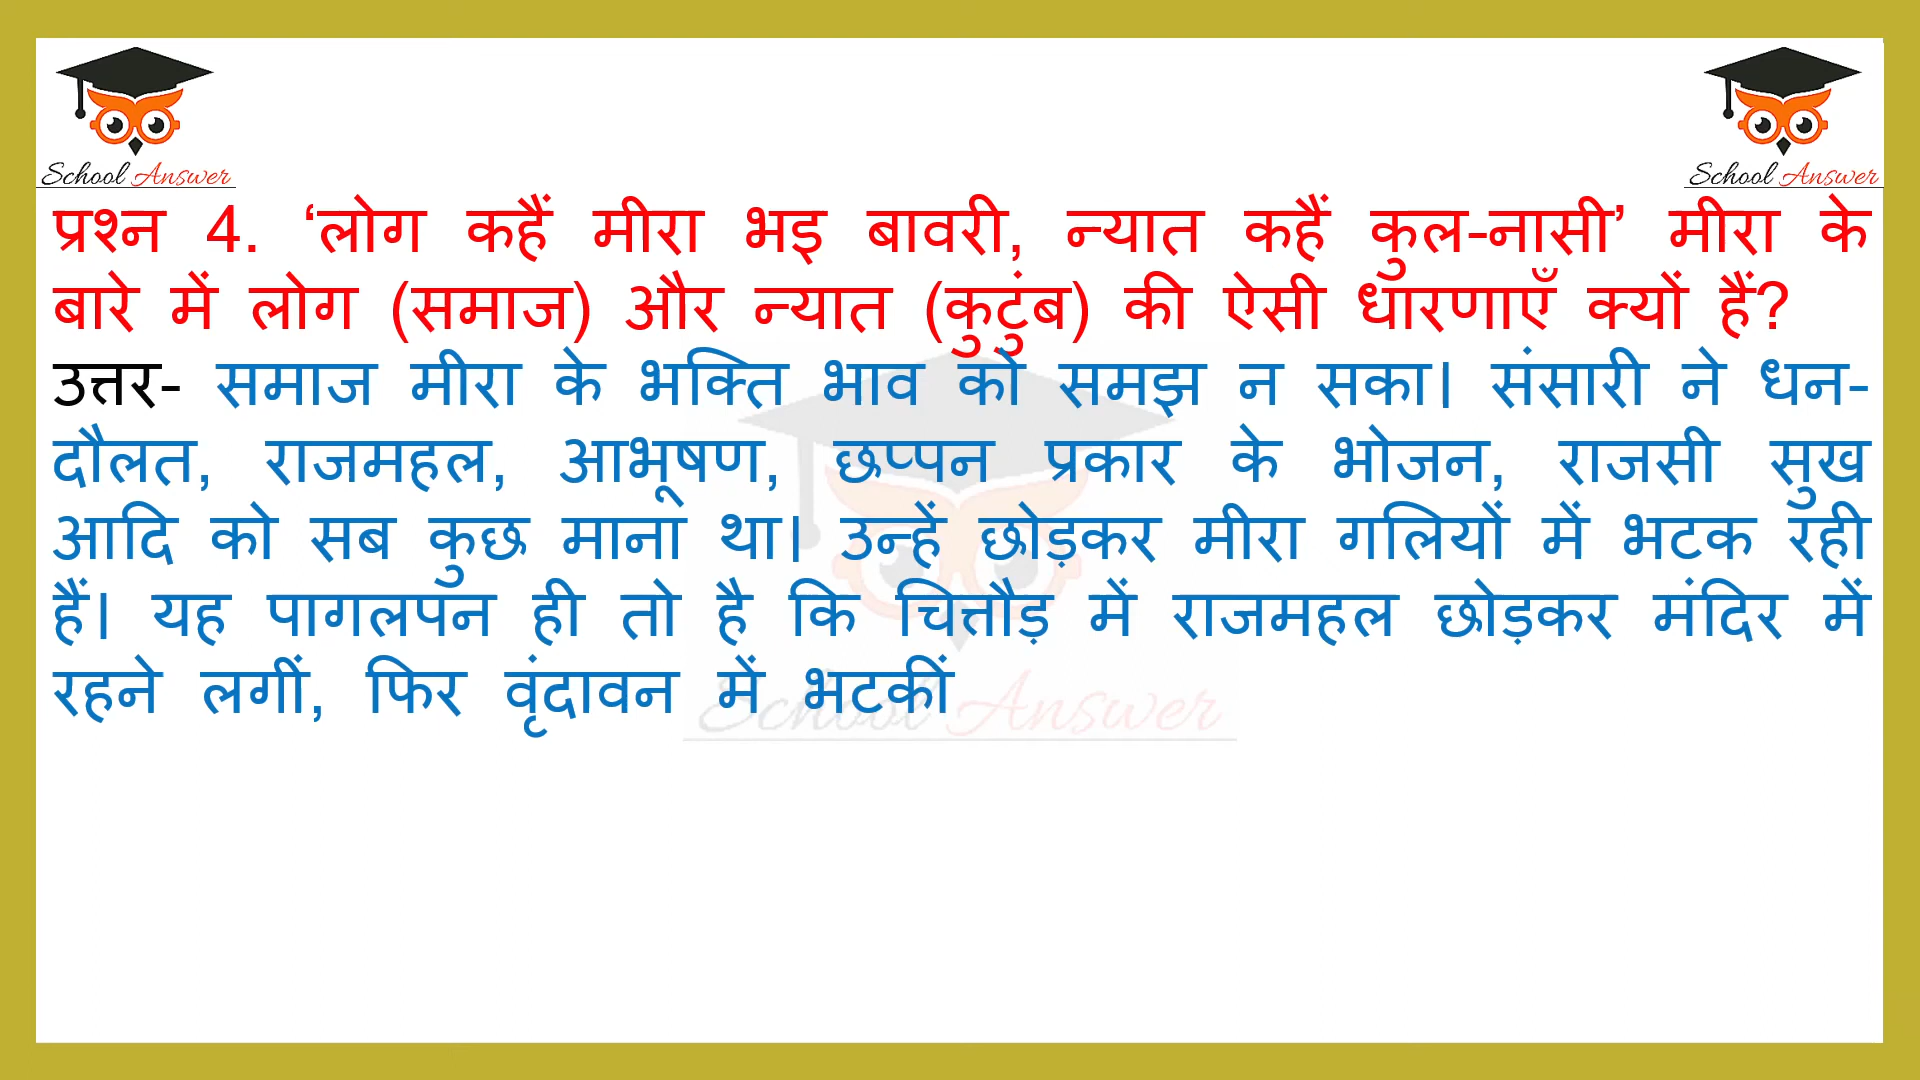 School Answer
School Answer
प्रश्न 4. ‘लोग कहैं मीरा भइ बावरी, न्यात कहैं कुल-नासी’ मीरा के
बारे में लोग (समाज) और न्यात (कुटुंब) की ऐसी धारणाएँ क्यों हैं?
उत्तर- समाज मीरा के भक्ति भाव को समझ न सका। संसारी ने धन-
दौलत, राजमहल, आभूषण, छप्पन प्रकार के भोजन, राजसी सुख
आदि को सब कुछ माना था। उन्हें छोड़कर मीरा गलियों में भटक रही
हैं। यह पागलपन ही तो है कि चित्तौड़ में राजमहल छोड़कर मंदिर में
रहने लगीं, फिर वृंदावन में भटकीं
School Answer